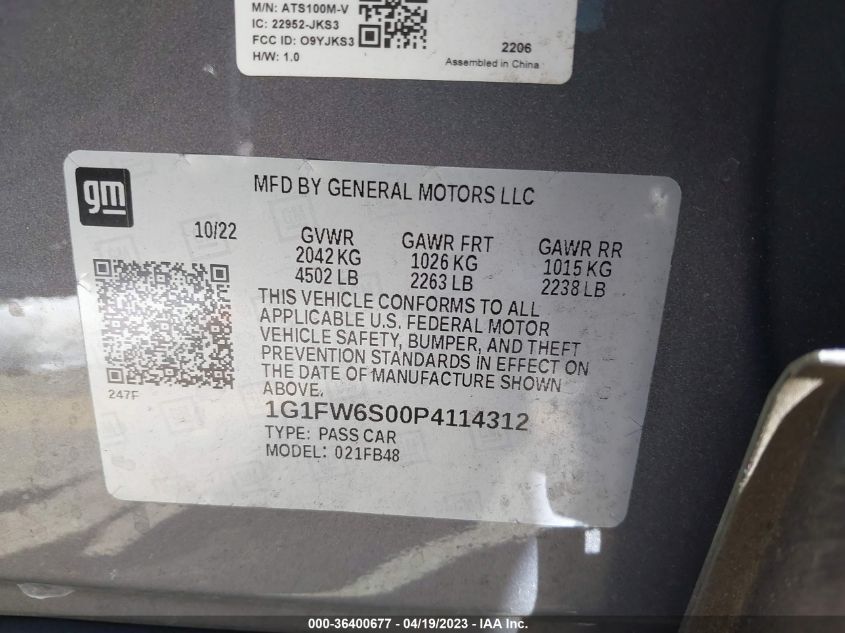 M/N: ATS100M-V
IC: 22952-JKS3
FCC ID: O9YJKS3
H/W: 1.0
2206
Assembled in China
gm
MFD BY GENERAL MOTORS LLC
10/22
GVWR GAWR FRT GAWR RR
2042 KG 1026 KG 1015 KG
4502 LB 2263 LB 2238 LB
THIS VEHICLE CONFORMS TO ALL
APPLICABLE U.S. FEDERAL MOTOR
VEHICLE SAFETY, BUMPER, AND THEFT
PREVENTION STANDARDS IN EFFECT ON
THE DATE OF MANUFACTURE SHOWN
ABOVE.
247F
1G1FW6S00P4114312
TYPE: PASS CAR
MODEL: 021FB48
000-36400677 - 04/19/2023 - IAA Inc.